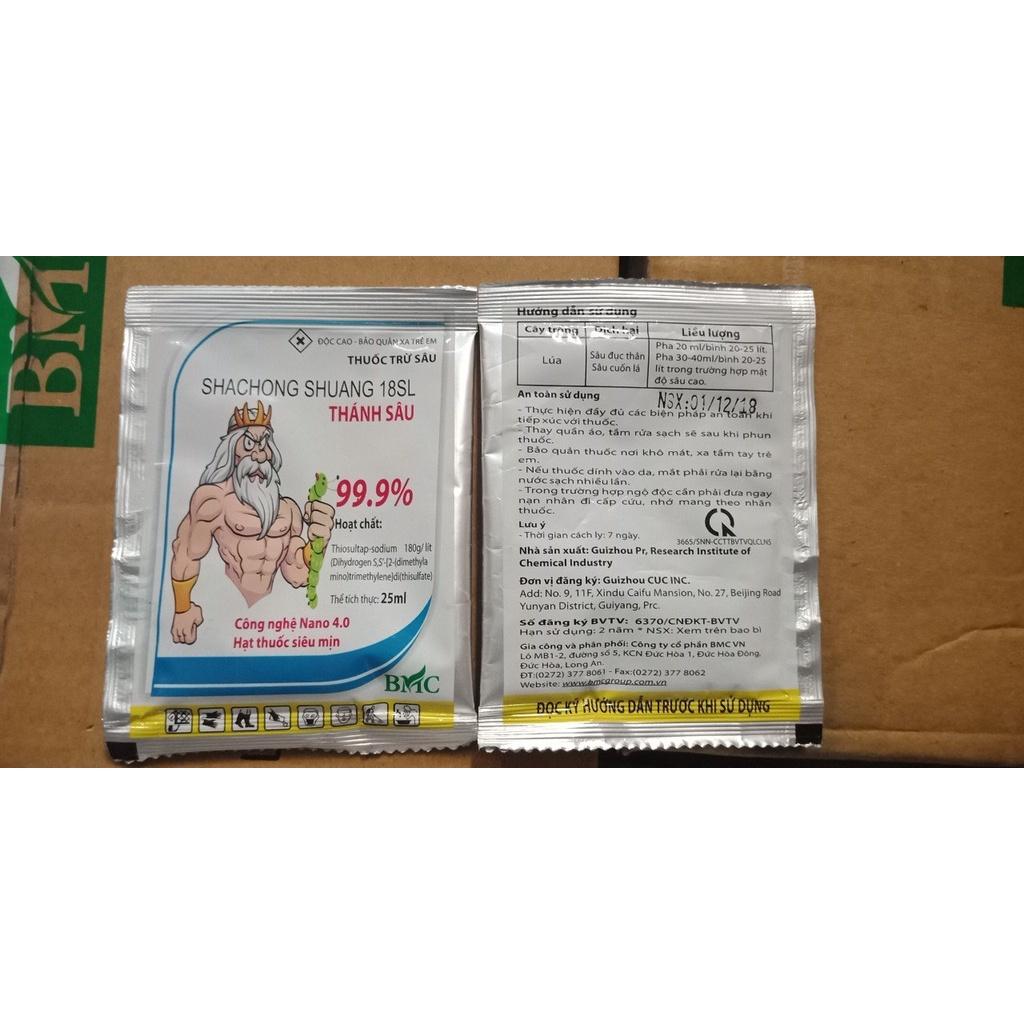 BM
ĐỘC CAO - BẢO QUẢN XA TRẺ EM
THUỐC TRỪ SÂU
SHACHONG SHUANG 18SL
THÁNH SÂU
99.9%
Hoạt chất:
Thiosultap-sodium 180g/ lít
(Dihydrogen S,S'-[2-(dimethyla
mino)trimethylene]di(thisulfate)
Thể tích thực: 25ml
Công nghệ Nano 4.0
Hạt thuốc siêu mịn
BMC
Hướng dẫn sử dụng
Cây trồng Dịch hại Liều lượng
Lúa
Sâu đục thân
Sâu cuốn lá
Pha 20 ml/bình 20-25 lít.
Pha 30-40ml/bình 20-25
lít trong trường hợp mật
độ sâu cao.
An toàn sử dụng
NSX:01/12/18
- Thực hiện đầy đủ các biện pháp an toàn khi
tiếp xúc với thuốc.
- Thay quần áo, tắm rửa sạch sẽ sau khi phun
thuốc.
- Bảo quản thuốc nơi khô mát, xa tầm tay trẻ
em.
- Nếu thuốc dính vào da, mắt phải rửa lại bằng
nước sạch nhiều lần.
- Trong trường hợp ngộ độc cần phải đưa ngay
nạn nhân đi cấp cứu, nhớ mang theo nhãn
thuốc.
Lưu ý
- Thời gian cách ly: 7 ngày.
3665/SNN-CCTTBVTVQLCLNS
Nhà sản xuất: Guizhou Pr, Research Institute of
Chemical Industry
Đơn vị đăng ký: Guizhou CUC INC.
Add: No. 9, 11F, Xindu Caifu Mansion, No. 27, Beijing Road
Yunyan District, Guiyang, Prc.
Số đăng ký BVTV: 6370/CNĐKT-BVTV
Hạn sử dụng: 2 năm * NSX: Xem trên bao bì
Gia công và phân phối: Công ty cổ phần BMC VN
Lô MB1-2, đường số 5, KCN Đức Hòa 1, Đức Hòa Đông,
Đức Hòa, Long An.
ĐT:(0272) 377 8061 - Fax:(0272) 377 8062
Website: www.bmcgroup.com.vn
ĐỌC KỸ HƯỚNG DẪN TRƯỚC KHI SỬ DỤNG